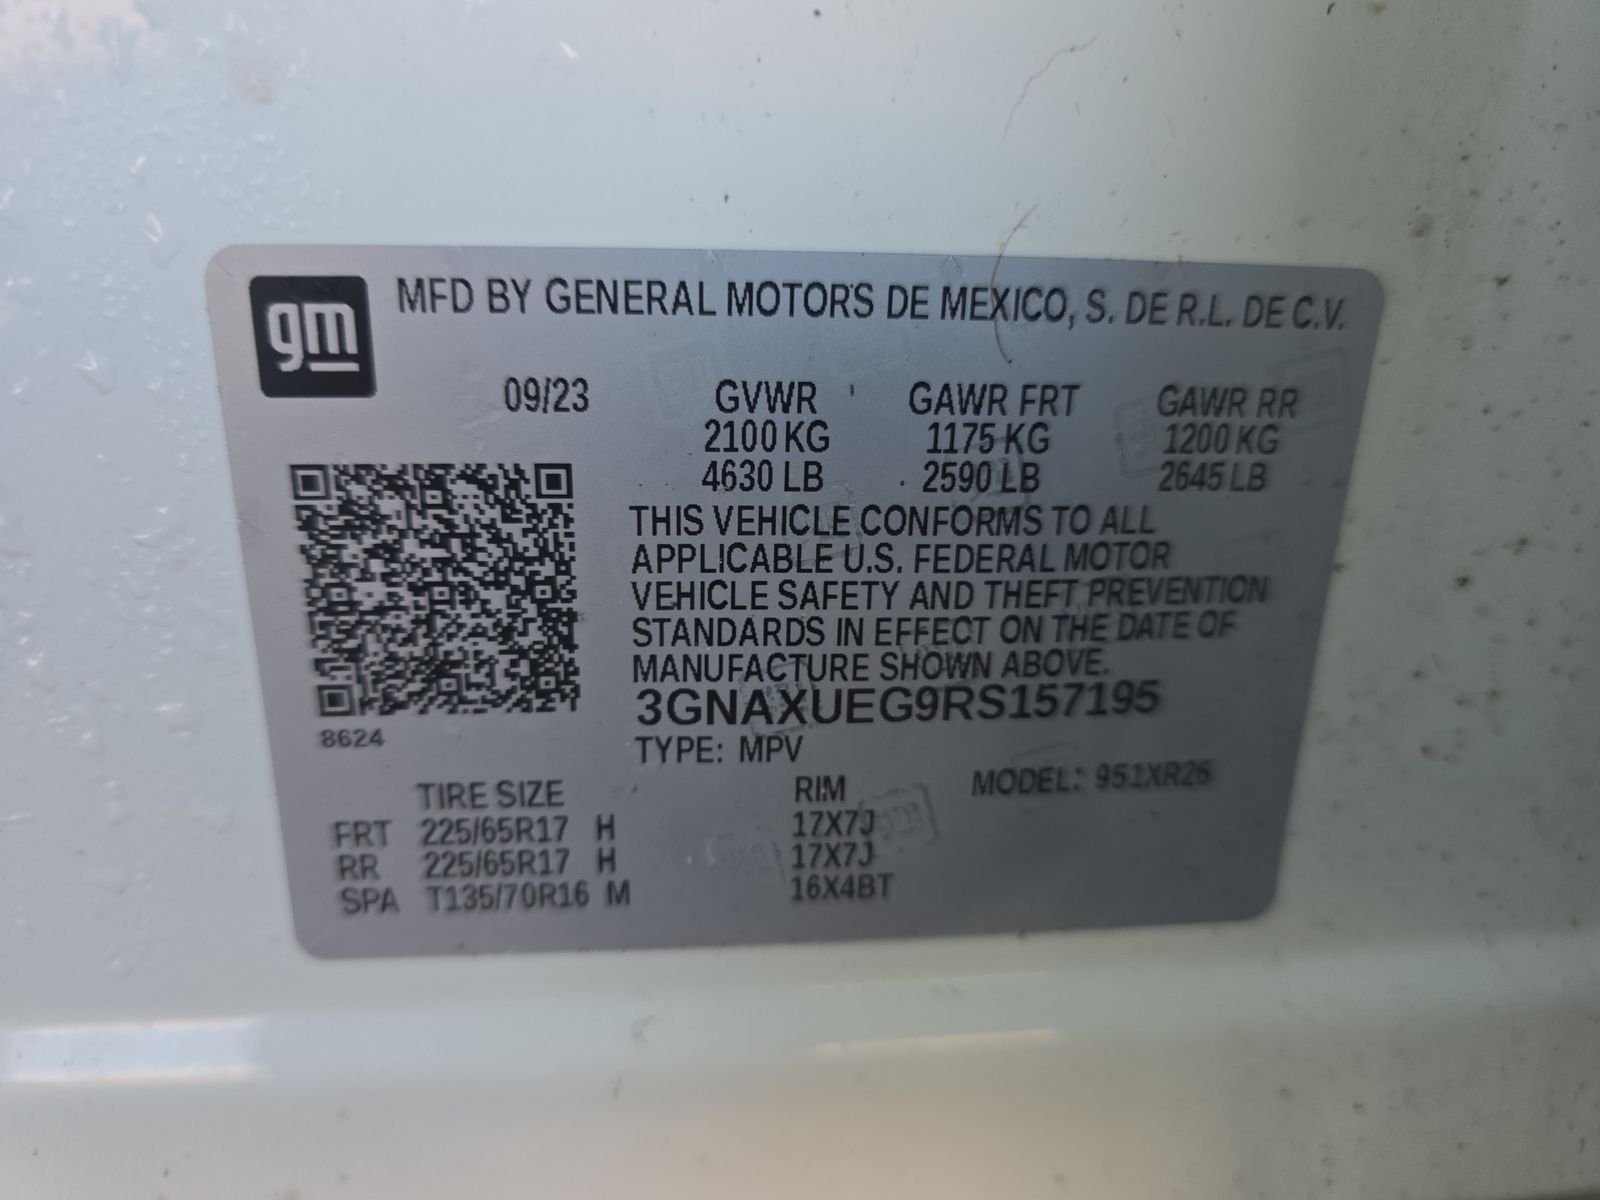 gm
MFD BY GENERAL MOTORS DE MEXICO, S. DE R.L. DE C.V.
09/23 GVWR GAWR FRT GAWR RR
2100 KG 1175 KG 1200 KG
4630 LB 2590 LB 2645 LB
THIS VEHICLE CONFORMS TO ALL
APPLICABLE U.S. FEDERAL MOTOR
VEHICLE SAFETY AND THEFT PREVENTION
STANDARDS IN EFFECT ON THE DATE OF
MANUFACTURE SHOWN ABOVE.
3GNAXUEG9RS157195
8624
TYPE: MPV
MODEL: 951XR26
TIRE SIZE RIM
FRT 225/65R17 H 17X7J
RR 225/65R17 H 17X7J
SPA T135/70R16 M 16X4BT